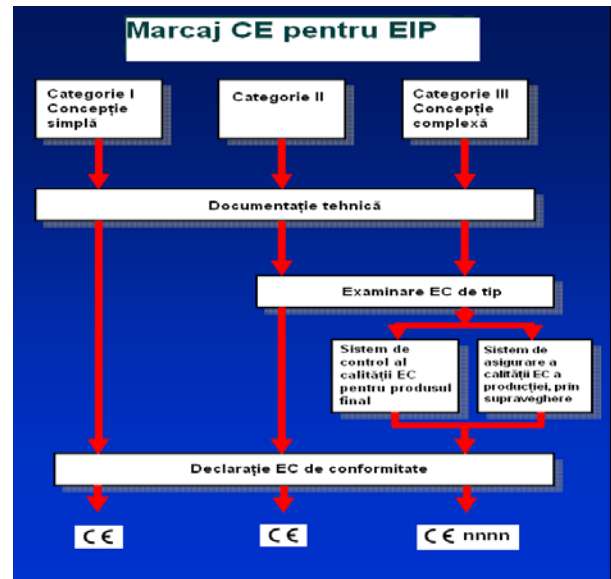 Marcaj CE pentru EIP
Categorie I
Concepție
simplă
Categorie II
Categorie III
Concepție
complexă
Documentație tehnică
Examinare EC de tip
Sistem de
control al
calității EC
pentru produsul
final
Sistem de
asigurare a
calității EC a
producției, prin
supraveghere
Declarație EC de conformitate
CE
CE
CE nnnn